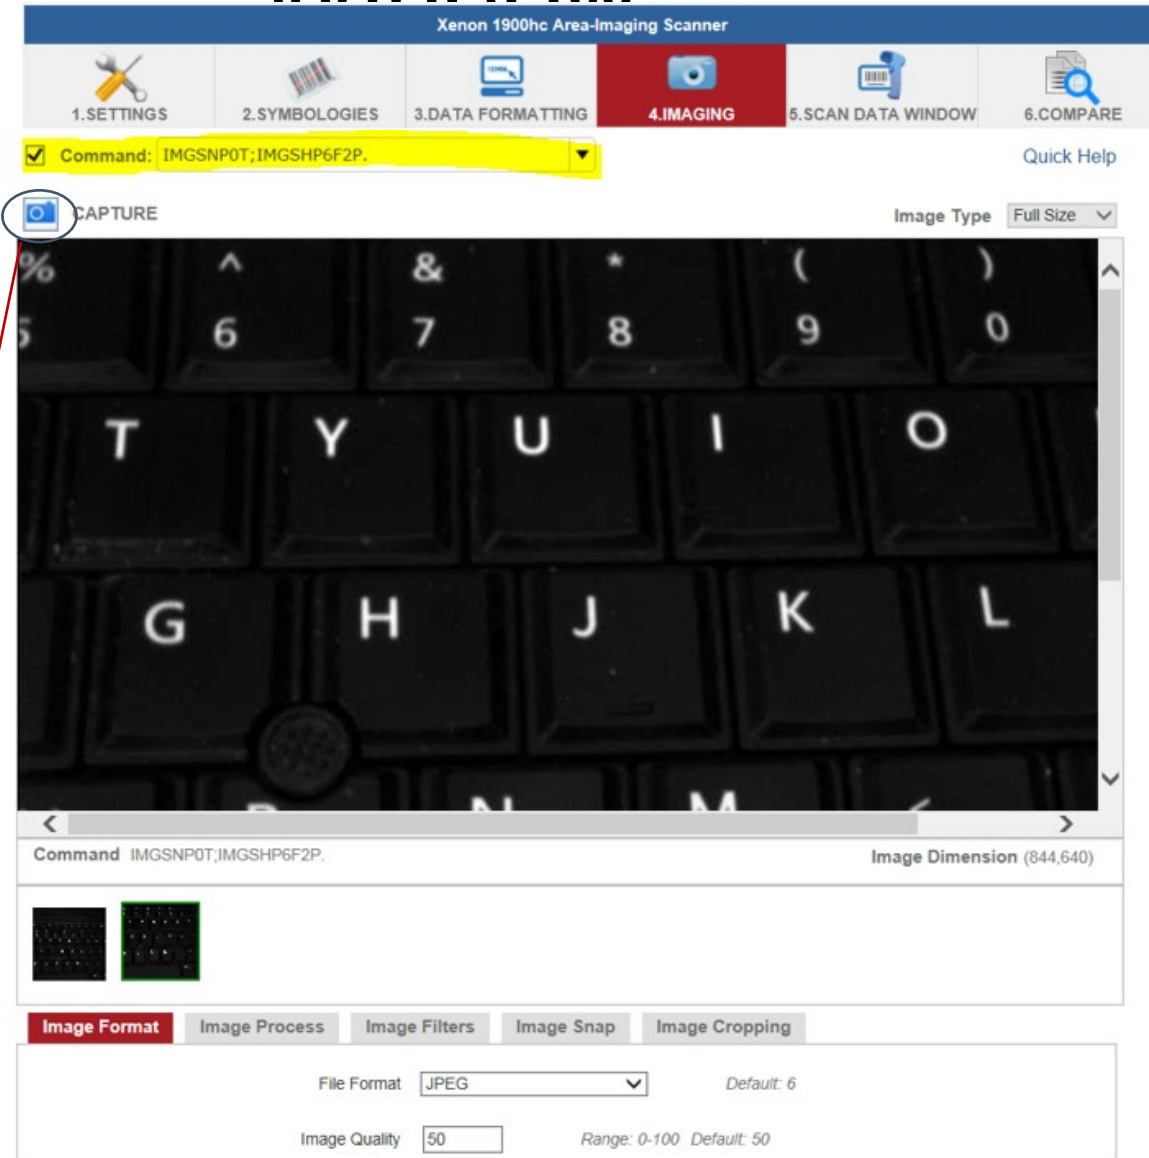 Xenon 1900hc Area-Imaging Scanner
1.SETTINGS 2.SYMBOLOGIES 3.DATA FORMATTING 4.IMAGING 5.SCAN DATA WINDOW 6.COMPARE
Command: IMGSNP0T;IMGSHP6F2P.
Quick Help
CAPTURE
Image Type Full Size
% ^ & * ( )
6 7 8 9 0
T Y U I O
G H J K L
N M <
Command IMGSNP0T;IMGSHP6F2P.
Image Dimension (844,640)
Image Format Image Process Image Filters Image Snap Image Cropping
File Format JPEG Default: 6
Image Quality 50 Range: 0-100 Default: 50